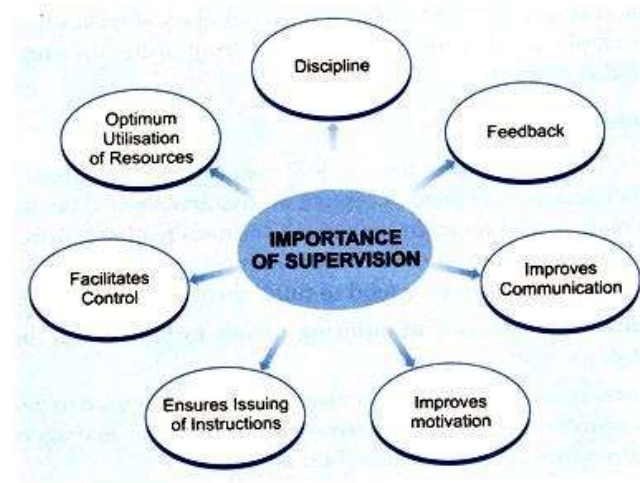 Discipline
Optimum
Utilisation
of Resources
Feedback
IMPORTANCE
OF SUPERVISION
Facilitates
Control
Improves
Communication
Ensures Issuing
of Instructions
Improves
motivation